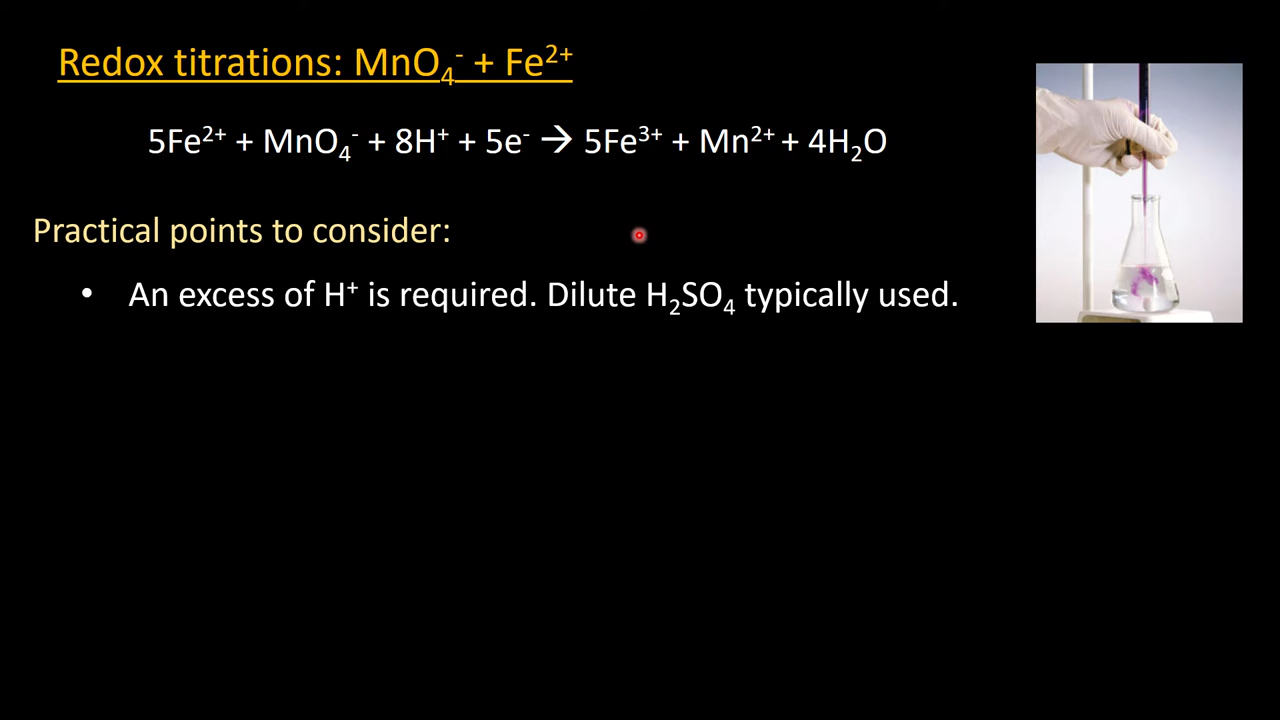 Redox titrations: MnO₄⁻ + Fe²⁺
5Fe²⁺ + MnO₄⁻ + 8H⁺ + 5e⁻ → 5Fe³⁺ + Mn²⁺ + 4H₂O
Practical points to consider:
• An excess of H⁺ is required. Dilute H₂SO₄ typically used.